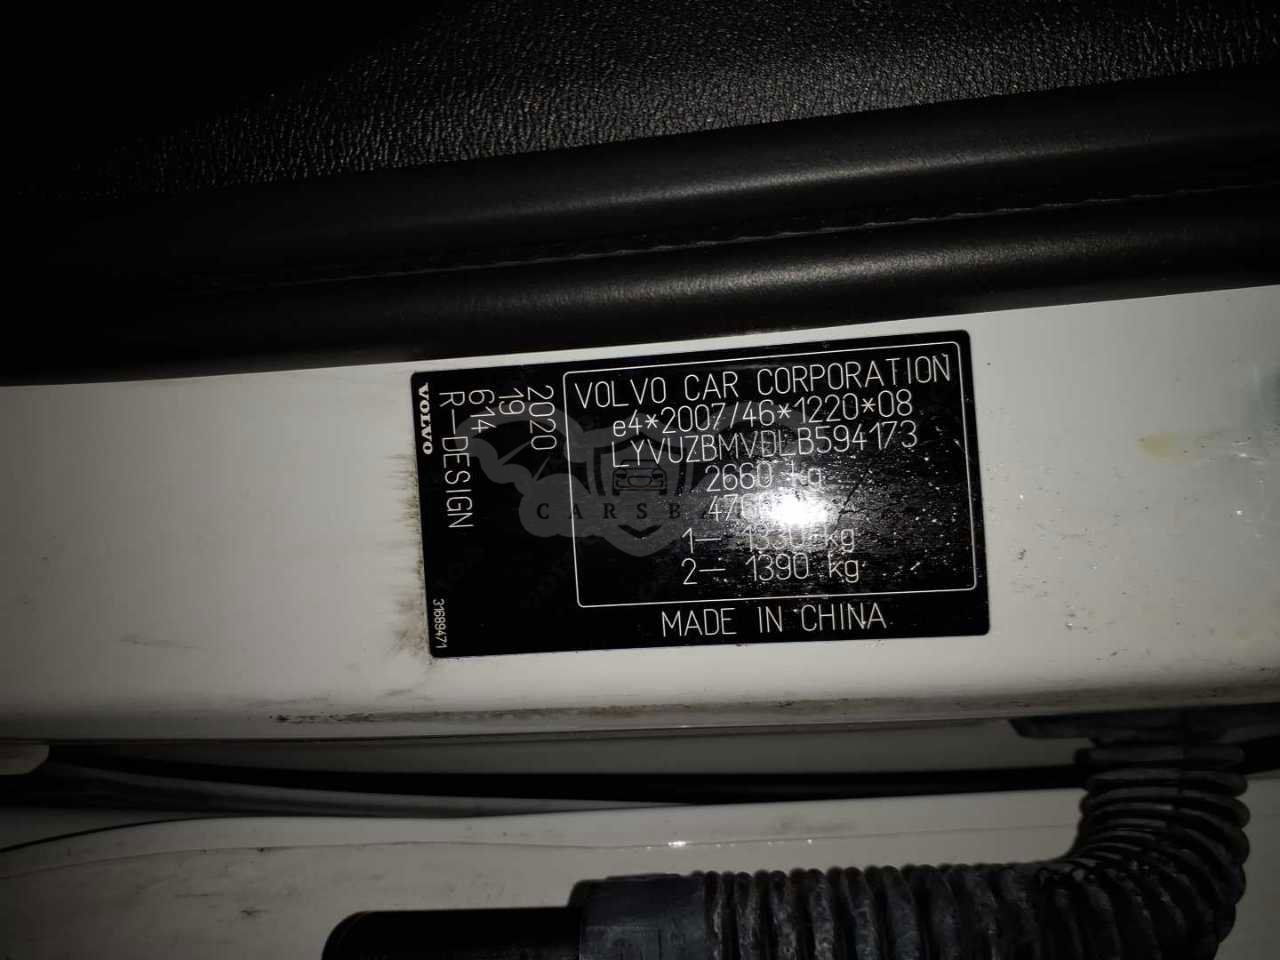 VOLVO CAR CORPORATION
e4*2007/46*1220*08
LYVUZBMVDLB594173
2660 kg
1— 1330 kg
2— 1390 kg
MADE IN CHINA
2020
19
614
R-DESIGN
VOLVO
31689471
CARSB